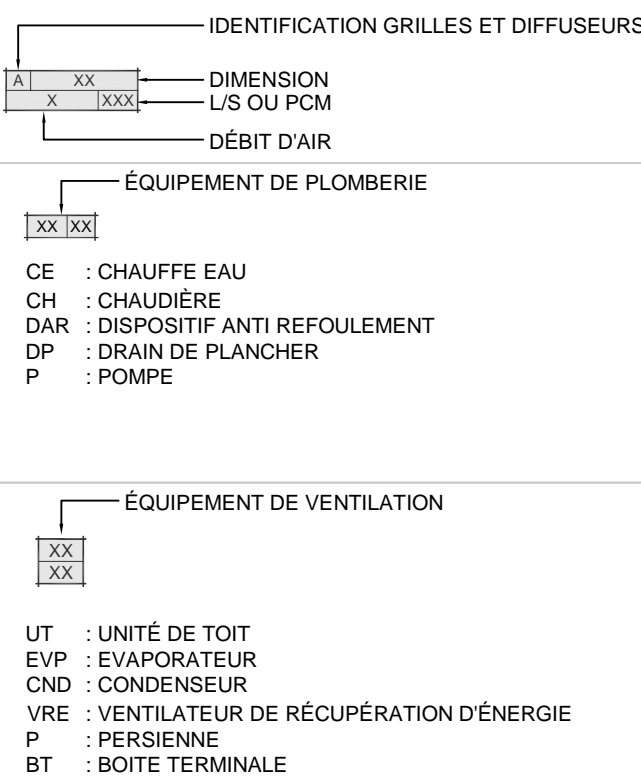 IDENTIFICATION GRILLES ET DIFFUSEURS
A XX DIMENSION
X XXX L/S OU PCM
DÉBIT D'AIR
ÉQUIPEMENT DE PLOMBERIE
XX XX
CE : CHAUFFE EAU
CH : CHAUDIÈRE
DAR : DISPOSITIF ANTI REFOULEMENT
DP : DRAIN DE PLANCHER
P : POMPE
ÉQUIPEMENT DE VENTILATION
XX
XX
UT : UNITÉ DE TOIT
EVP : EVAPORATEUR
CND : CONDENSEUR
VRE : VENTILATEUR DE RÉCUPÉRATION D'ÉNERGIE
P : PERSIENNE
BT : BOITE TERMINALE